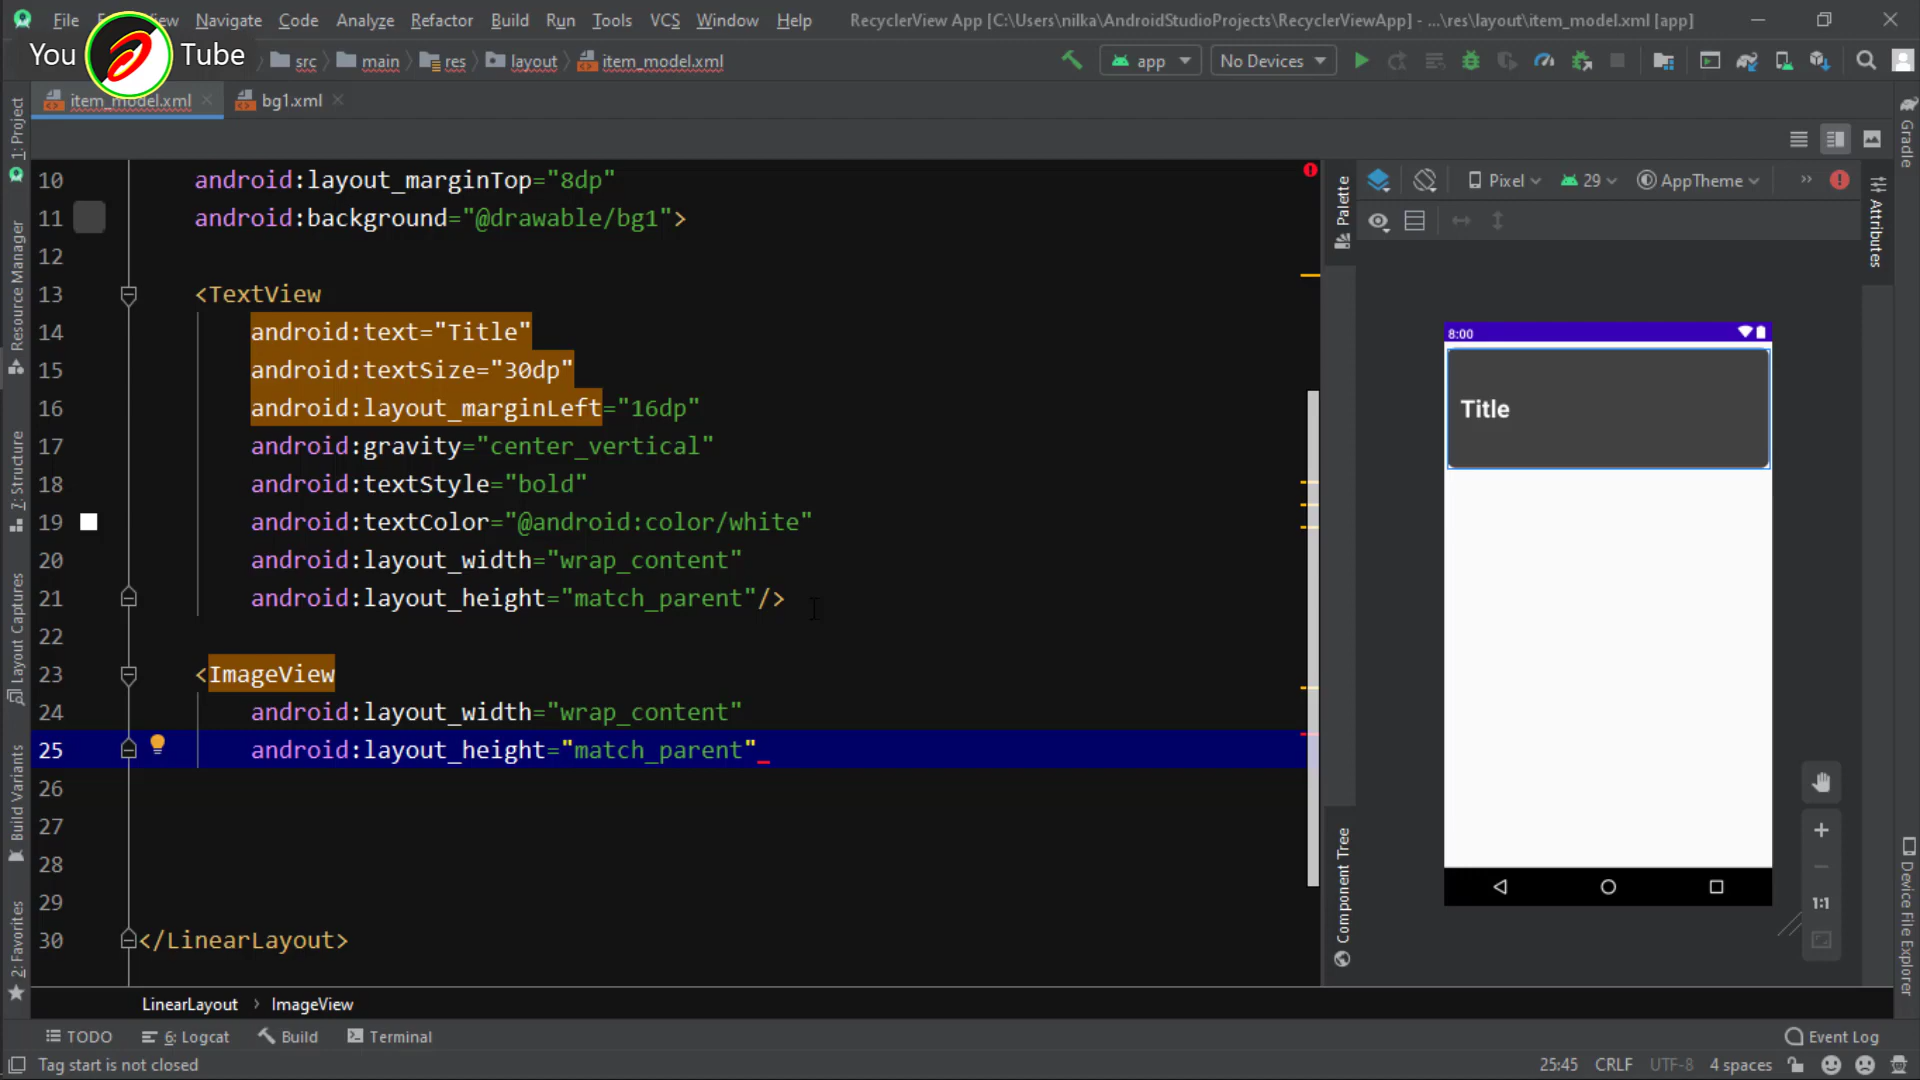 File View Navigate Code Analyze Refactor Build Run Tools VCS Window Help RecyclerView App [C:\Users\nilka\AndroidStudioProjects\RecyclerViewApp] - ...\res\layout\item_model.xml [app]
You Tube
src main res layout item_model.xml app No Devices
item_model.xml bg1.xml
1: Project
Resource Manager
7: Structure
Layout Captures
Build Variants
2: Favorites
10 android:layout_marginTop="8dp"
11 android:background="@drawable/bg1">
12
13 <TextView
14 android:text="Title"
15 android:textSize="30dp"
16 android:layout_marginLeft="16dp"
17 android:gravity="center_vertical"
18 android:textStyle="bold"
19 android:textColor="@android:color/white"
20 android:layout_width="wrap_content"
21 android:layout_height="match_parent"/>
22
23 <ImageView
24 android:layout_width="wrap_content"
25 android:layout_height="match_parent"
26
27
28
29
30 </LinearLayout>
LinearLayout > ImageView
Palette
Component Tree
Pixel 29 AppTheme »
8:00
Title
1:1
Gradle
Attributes
Device File Explorer
TODO 6: Logcat Build Terminal Event Log
Tag start is not closed 25:45 CRLF UTF-8 4 spaces